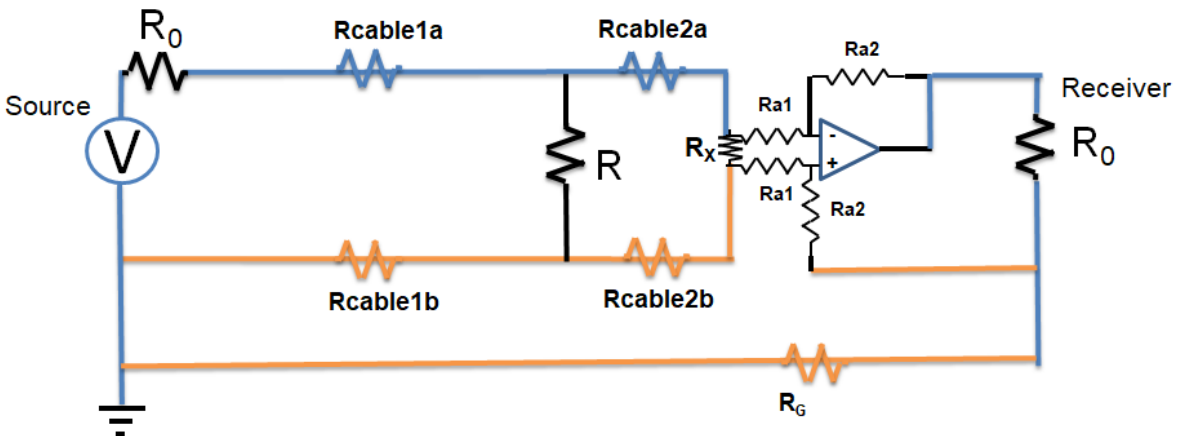 Rcable1a
Rcable2a
R0
Ra2
Source
Receiver
Ra1
-
V
RX
R0
R
+
Ra1
Ra2
Rcable1b
Rcable2b
RG